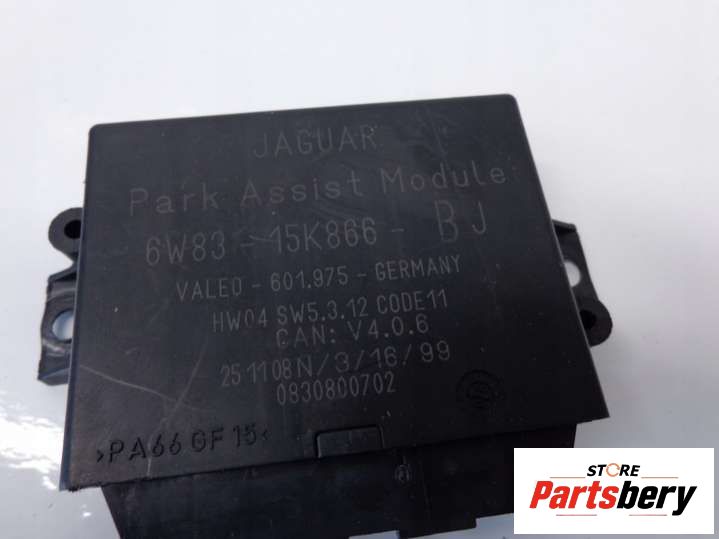 JAGUAR
Park Assist Module
6W83 - 15K866 - BJ
VALEO - 601.975 - GERMANY
HW04 SW5.3.12 CODE11
CAN: V4.0.6
251108N/3/16/99
0830800702
>PA66 GF15<
STORE
Partsbery